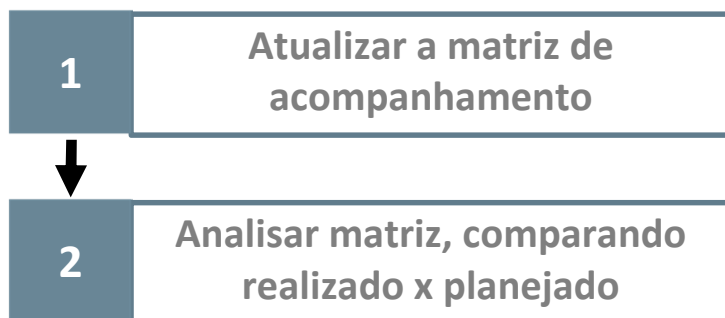 1
Atualizar a matriz de
acompanhamento
2
Analisar matriz, comparando
realizado x planejado